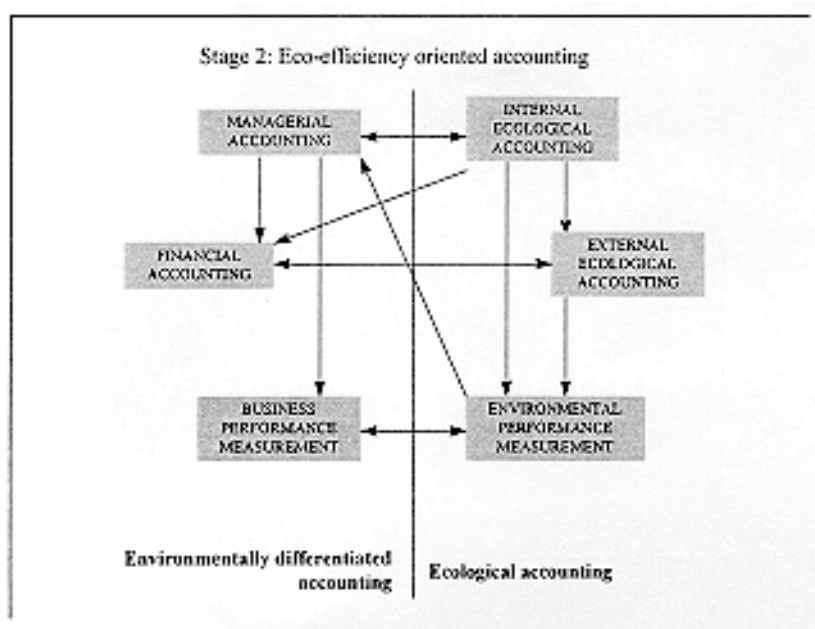 Stage 2: Eco-efficiency oriented accounting
MANAGERIAL
ACCOUNTING
INTERNAL
ECOLOGICAL
ACCOUNTING
FINANCIAL
ACCOUNTING
EXTERNAL
ECOLOGICAL
ACCOUNTING
BUSINESS
PERFORMANCE
MEASUREMENT
ENVIRONMENTAL
PERFORMANCE
MEASUREMENT
Environmentally differentiated
accounting
Ecological accounting